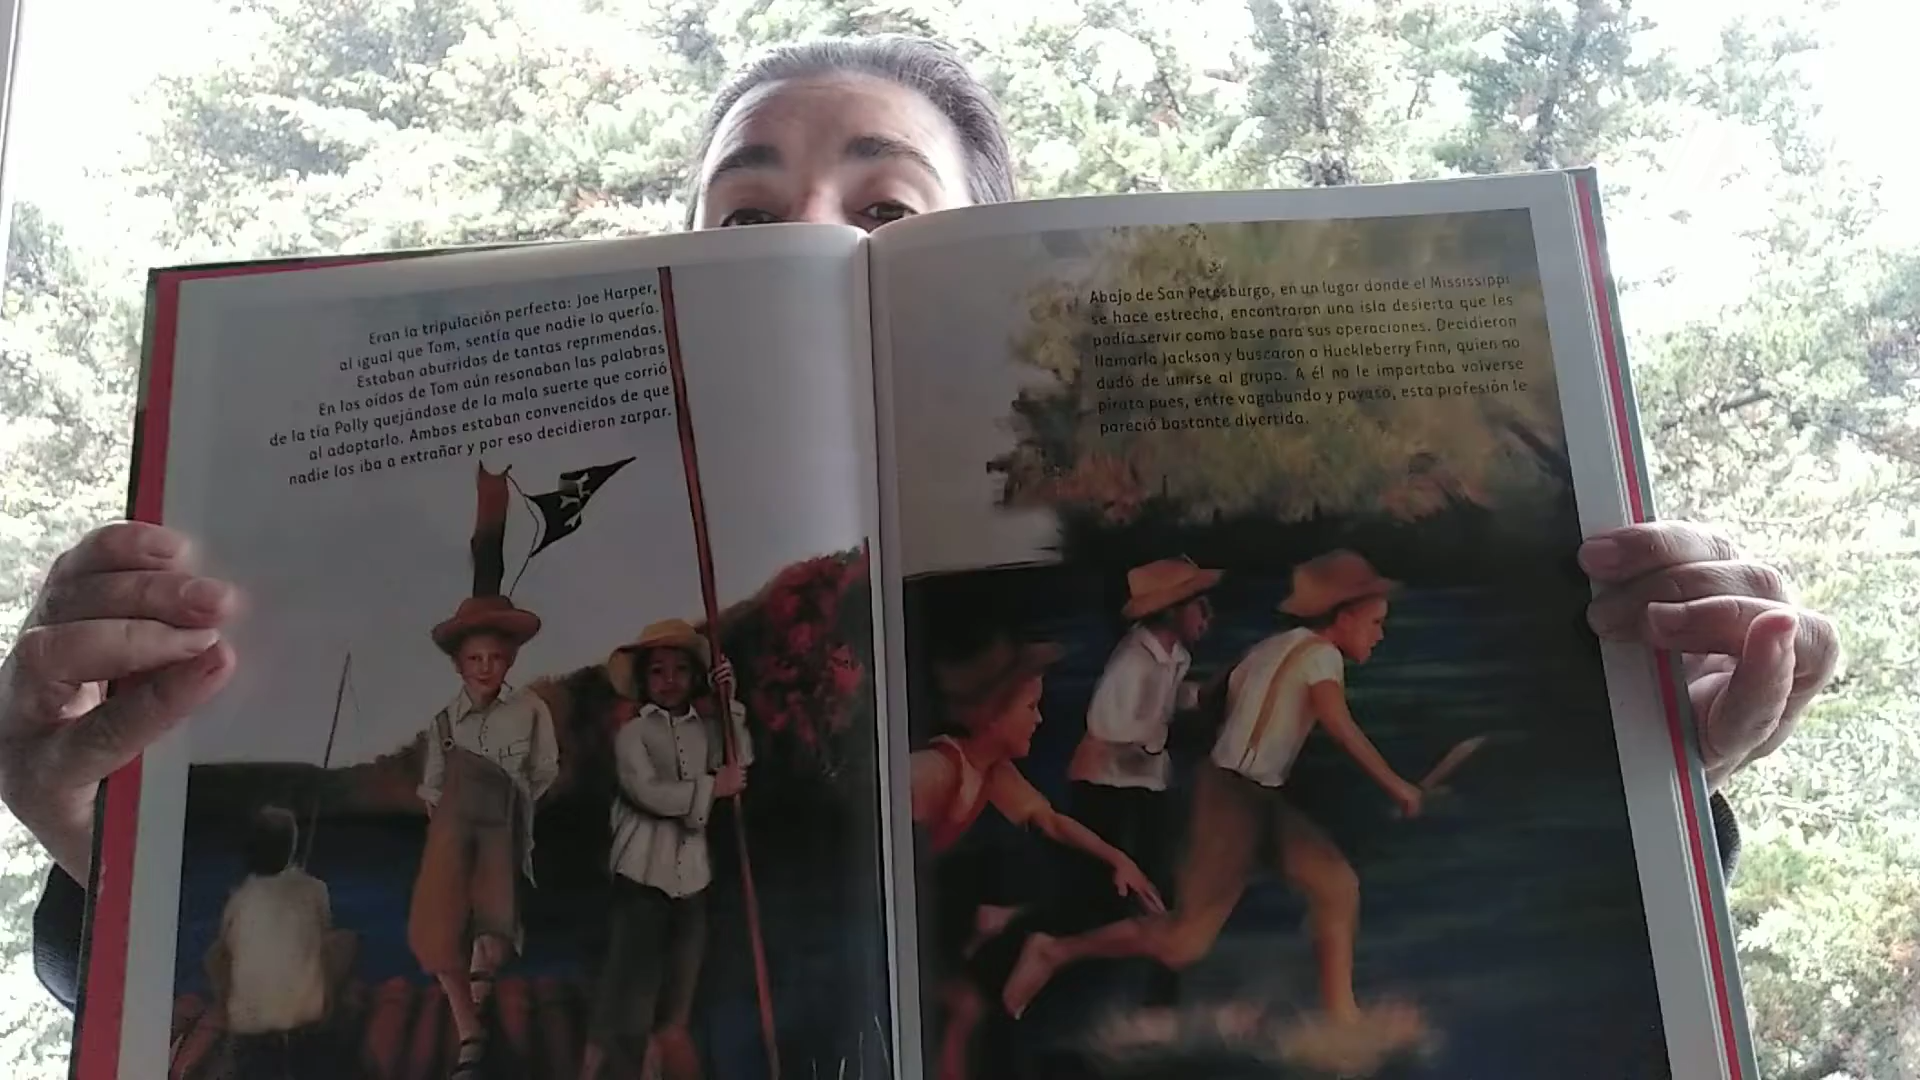 Eran la tripulación perfecta: Joe Harper,
al igual que Tom, sentía que nadie lo quería.
Estaban aburridos de tantas reprimendas.
En los oídos de Tom aún resonaban las palabras
de la tía Polly quejándose de la mala suerte que corrió
al adoptarlo. Ambos estaban convencidos de que
nadie los iba a extrañar y por eso decidieron zarpar.
Abajo de San Petesburgo, en un lugar donde el Mississippi
se hace estrecho, encontraron una isla desierta que les
podía servir como base para sus operaciones. Decidieron
llamarla Jackson y buscaron a Huckleberry Finn, quien no
dudó de unirse al grupo. A él no le importaba volverse
pirata pues, entre vagabundo y payaso, esta profesión le
pareció bastante divertida.